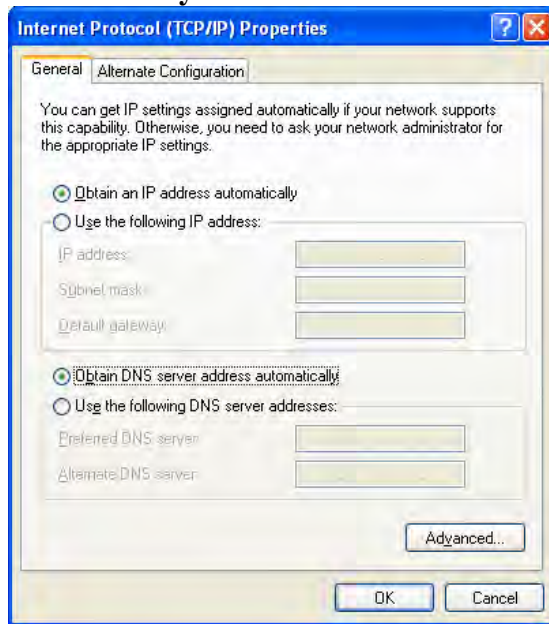 Internet Protocol (TCP/IP) Properties
General
Alternate Configuration
You can get IP settings assigned automatically if your network supports
this capability. Otherwise, you need to ask your network administrator for
the appropriate IP settings.
Obtain an IP address automatically
Use the following IP address:
IP address:
Subnet mask:
Default gateway:
Obtain DNS server address automatically
Use the following DNS server addresses:
Preferred DNS server:
Alternate DNS server:
Advanced...
OK
Cancel